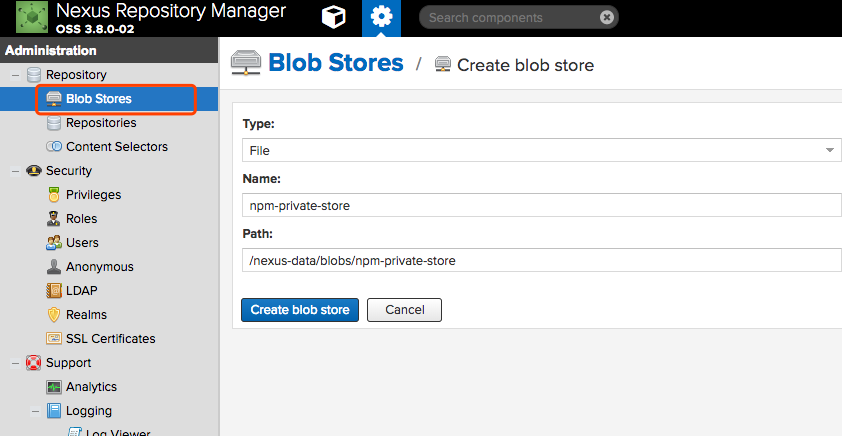 Nexus Repository Manager
OSS 3.8.0-02
Search components
Administration
Blob Stores / Create blob store
Repository
Blob Stores
Repositories
Content Selectors
Security
Privileges
Roles
Users
Anonymous
LDAP
Realms
SSL Certificates
Support
Analytics
Logging
Log Viewer
Type:
File
Name:
npm-private-store
Path:
/nexus-data/blobs/npm-private-store
Create blob store
Cancel